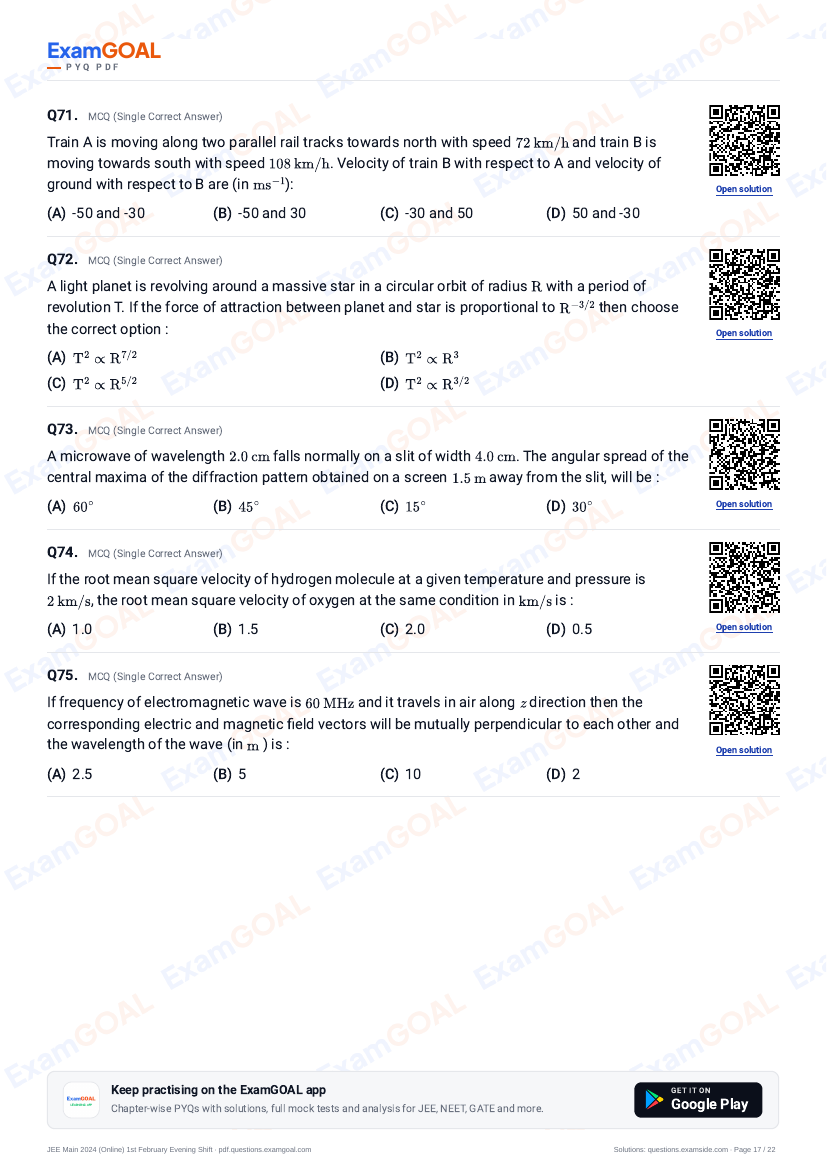 ExamGOAL
PYQ PDF
Q71. MCQ (Single Correct Answer)
Train A is moving along two parallel rail tracks towards north with speed 72 km/h and train B is
moving towards south with speed 108 km/h. Velocity of train B with respect to A and velocity of
ground with respect to B are (in ms⁻¹):
(A) -50 and -30 (B) -50 and 30 (C) -30 and 50 (D) 50 and -30
Open solution
Q72. MCQ (Single Correct Answer)
A light planet is revolving around a massive star in a circular orbit of radius R with a period of
revolution T. If the force of attraction between planet and star is proportional to R^{-3/2} then choose
the correct option :
(A) T² ∝ R^{7/2} (B) T² ∝ R³
(C) T² ∝ R^{5/2} (D) T² ∝ R^{3/2}
Open solution
Q73. MCQ (Single Correct Answer)
A microwave of wavelength 2.0 cm falls normally on a slit of width 4.0 cm. The angular spread of the
central maxima of the diffraction pattern obtained on a screen 1.5 m away from the slit, will be :
(A) 60° (B) 45° (C) 15° (D) 30°
Open solution
Q74. MCQ (Single Correct Answer)
If the root mean square velocity of hydrogen molecule at a given temperature and pressure is
2 km/s, the root mean square velocity of oxygen at the same condition in km/s is :
(A) 1.0 (B) 1.5 (C) 2.0 (D) 0.5
Open solution
Q75. MCQ (Single Correct Answer)
If frequency of electromagnetic wave is 60 MHz and it travels in air along z direction then the
corresponding electric and magnetic field vectors will be mutually perpendicular to each other and
the wavelength of the wave (in m ) is :
(A) 2.5 (B) 5 (C) 10 (D) 2
Open solution
ExamGOAL
Keep practising on the ExamGOAL app
Chapter-wise PYQs with solutions, full mock tests and analysis for JEE, NEET, GATE and more.
GET IT ON
Google Play
JEE Main 2024 (Online) 1st February Evening Shift · pdf.questions.examgoal.com
Solutions: questions.examside.com · Page 17 / 22